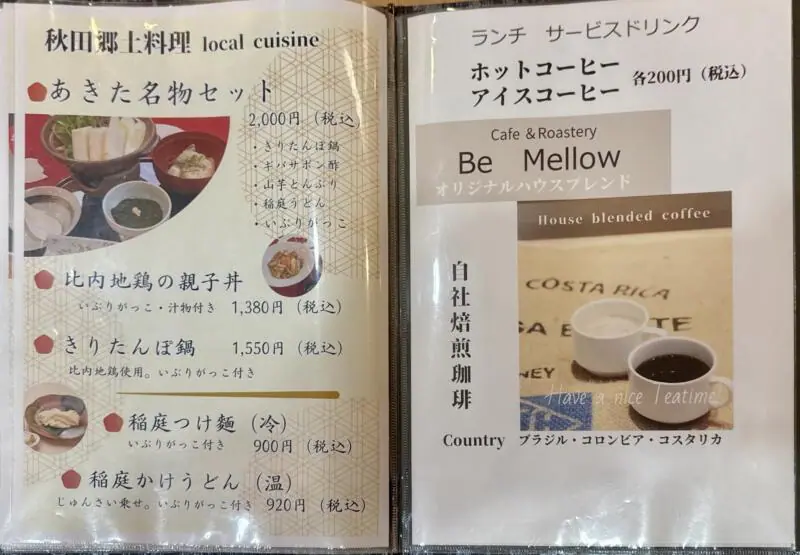 秋田郷土料理 local cuisine
あきた名物セット
2,000円（税込）
・きりたんぽ鍋
・ギバサポン酢
・山芋とんぶり
・稲庭うどん
・いぶりがっこ
比内地鶏の親子丼
いぶりがっこ・汁物付き 1,380円（税込）
きりたんぽ鍋 1,550円（税込）
比内地鶏使用。いぶりがっこ付き
稲庭つけ麺（冷）
いぶりがっこ付き 900円（税込）
稲庭かけうどん（温）
じゅんさい乗せ。いぶりがっこ付き 920円（税込）
ランチ サービスドリンク
ホットコーヒー
アイスコーヒー 各200円（税込）
Cafe & Roastery
Be Mellow
オリジナルハウスブレンド
House blended coffee
自社焙煎珈琲
COSTA RICA
Have a nice Teatime.
Country ブラジル・コロンビア・コスタリカ